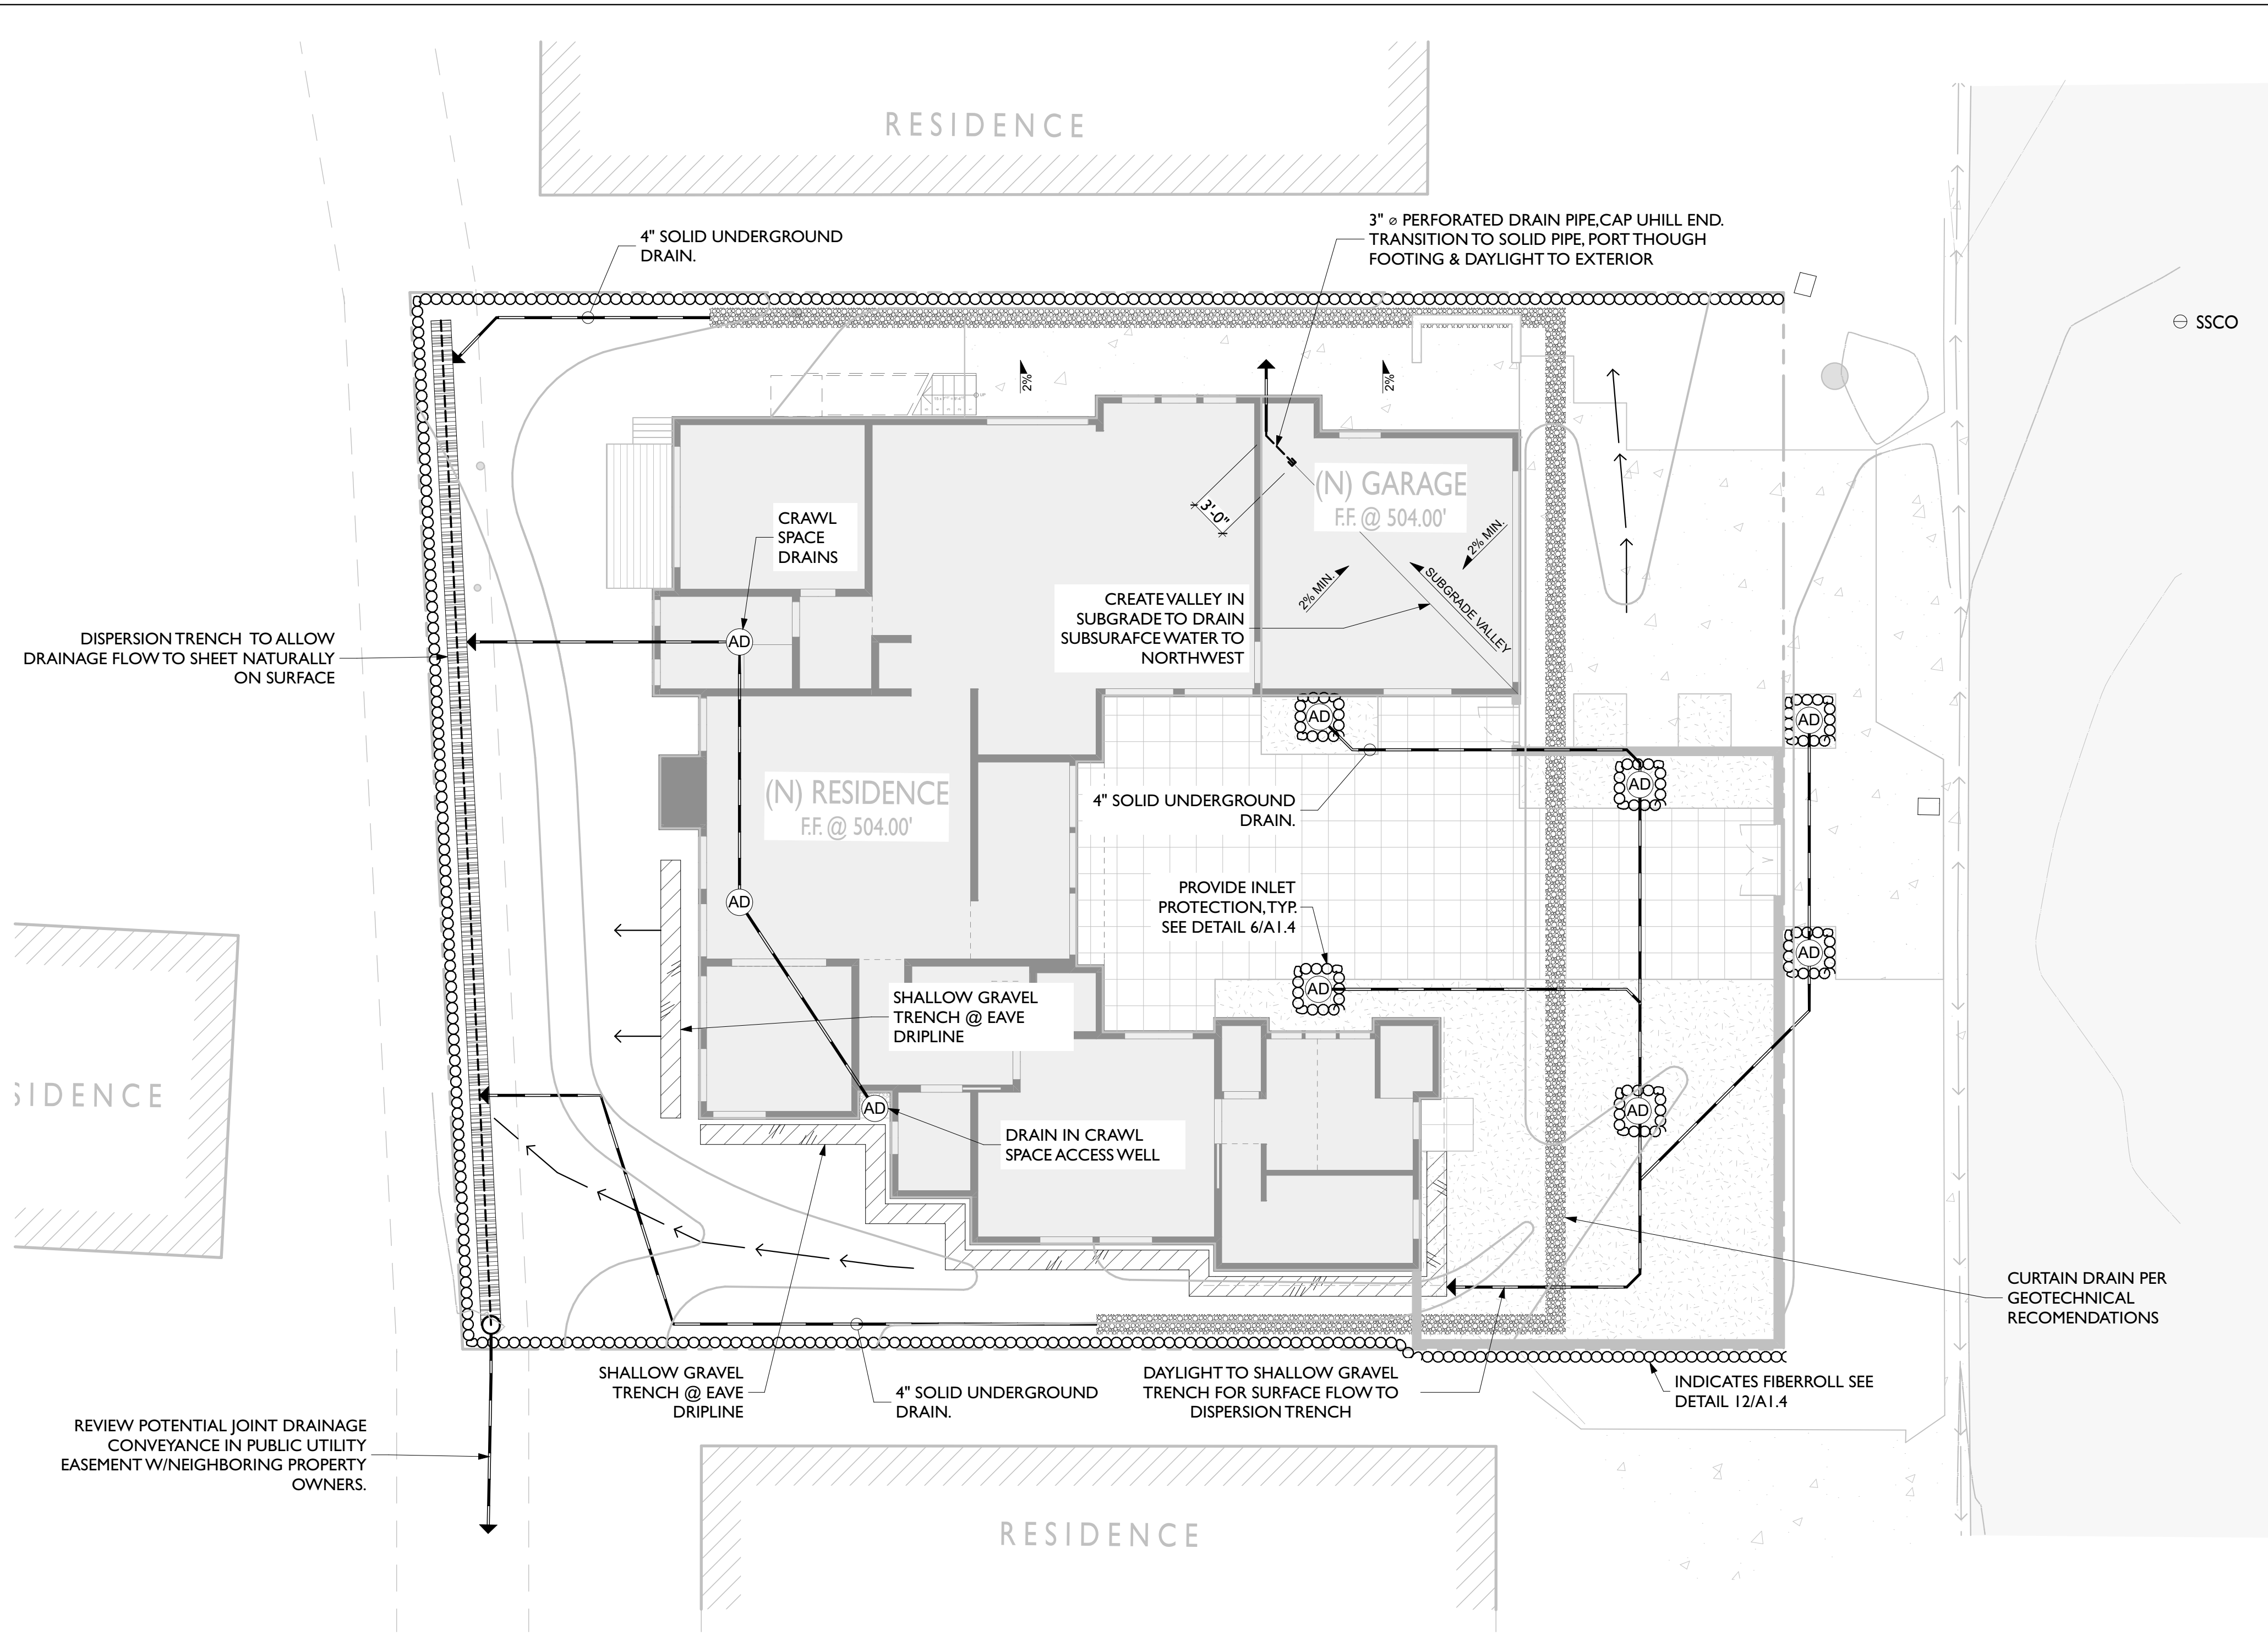 RESIDENCE
4" SOLID UNDERGROUND
DRAIN.
3" ⌀ PERFORATED DRAIN PIPE,CAP UHILL END.
TRANSITION TO SOLID PIPE, PORT THOUGH
FOOTING & DAYLIGHT TO EXTERIOR
SSCO
2%
2%
UP
(N) GARAGE
F.F. @ 504.00'
3'-0"
2% MIN.
2% MIN.
SUBGRADE VALLEY
CRAWL
SPACE
DRAINS
AD
CREATE VALLEY IN
SUBGRADE TO DRAIN
SUBSURAFCE WATER TO
NORTHWEST
DISPERSION TRENCH TO ALLOW
DRAINAGE FLOW TO SHEET NATURALLY
ON SURFACE
AD
AD
AD
(N) RESIDENCE
F.F. @ 504.00'
4" SOLID UNDERGROUND
DRAIN.
PROVIDE INLET
PROTECTION,TYP.
SEE DETAIL 6/A1.4
AD
AD
AD
SHALLOW GRAVEL
TRENCH @ EAVE
DRIPLINE
SIDENCE
AD
AD
DRAIN IN CRAWL
SPACE ACCESS WELL
CURTAIN DRAIN PER
GEOTECHNICAL
RECOMENDATIONS
SHALLOW GRAVEL
TRENCH @ EAVE
DRIPLINE
4" SOLID UNDERGROUND
DRAIN.
DAYLIGHT TO SHALLOW GRAVEL
TRENCH FOR SURFACE FLOW TO
DISPERSION TRENCH
INDICATES FIBERROLL SEE
DETAIL 12/A1.4
REVIEW POTENTIAL JOINT DRAINAGE
CONVEYANCE IN PUBLIC UTILITY
EASEMENT W/NEIGHBORING PROPERTY
OWNERS.
RESIDENCE